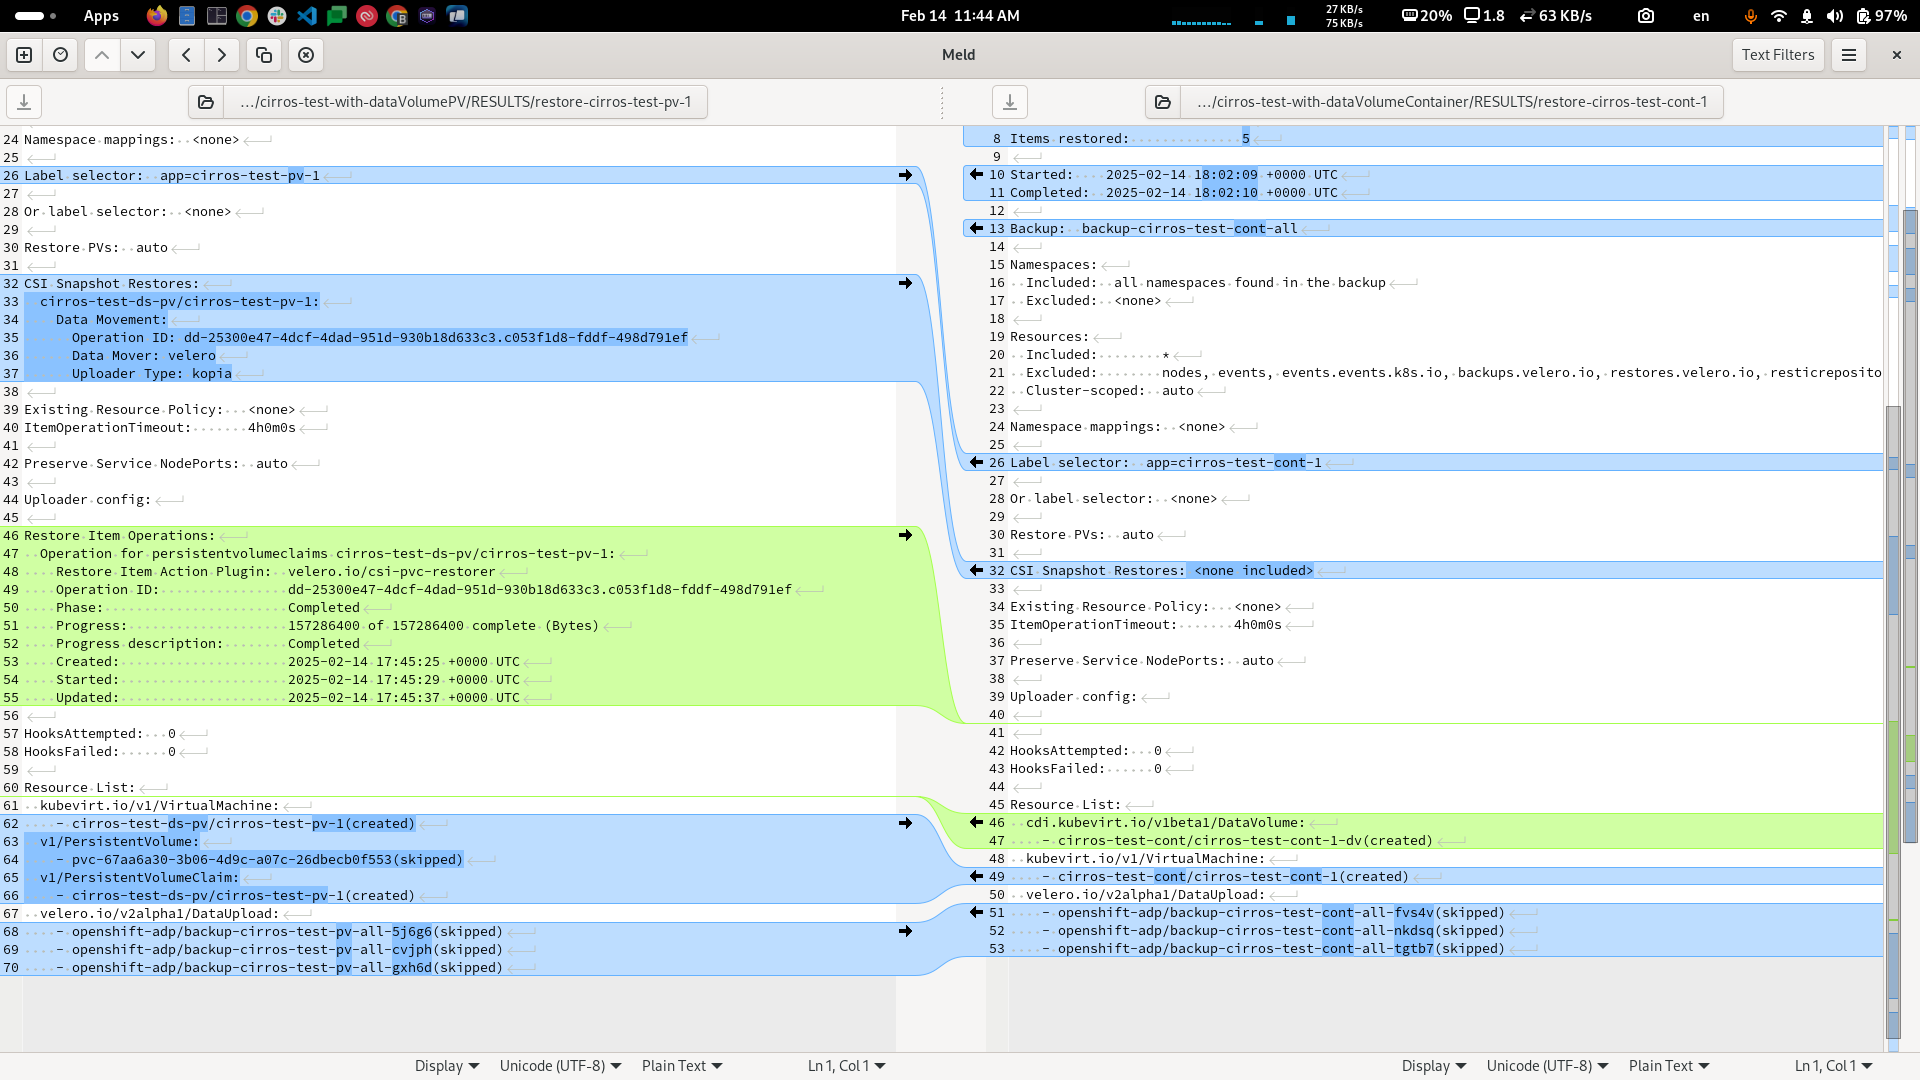 Apps
Feb 14 11:44 AM
27 KB/s
75 KB/s
20%
1.8
63 KB/s
en
97%
Meld
Text Filters
.../cirros-test-with-dataVolumePV/RESULTS/restore-cirros-test-pv-1
.../cirros-test-with-dataVolumeContainer/RESULTS/restore-cirros-test-cont-1
24 Namespace mappings: <none>
25
26 Label selector: app=cirros-test-pv-1
27
28 Or label selector: <none>
29
30 Restore PVs: auto
31
32 CSI Snapshot Restores:
33 cirros-test-ds-pv/cirros-test-pv-1:
34 Data Movement:
35 Operation ID: dd-25300e47-4dcf-4dad-951d-930b18d633c3.c053f1d8-fddf-498d791ef
36 Data Mover: velero
37 Uploader Type: kopia
38
39 Existing Resource Policy: <none>
40 ItemOperationTimeout: 4h0m0s
41
42 Preserve Service NodePorts: auto
43
44 Uploader config:
45
46 Restore Item Operations:
47 Operation for persistentvolumeclaims cirros-test-ds-pv/cirros-test-pv-1:
48 Restore Item Action Plugin: velero.io/csi-pvc-restorer
49 Operation ID: dd-25300e47-4dcf-4dad-951d-930b18d633c3.c053f1d8-fddf-498d791ef
50 Phase: Completed
51 Progress: 157286400 of 157286400 complete (Bytes)
52 Progress description: Completed
53 Created: 2025-02-14 17:45:25 +0000 UTC
54 Started: 2025-02-14 17:45:29 +0000 UTC
55 Updated: 2025-02-14 17:45:37 +0000 UTC
56
57 HooksAttempted: 0
58 HooksFailed: 0
59
60 Resource List:
61 kubevirt.io/v1/VirtualMachine:
62 - cirros-test-ds-pv/cirros-test-pv-1(created)
63 v1/PersistentVolume:
64 - pvc-67aa6a30-3b06-4d9c-a07c-26dbecb0f553(skipped)
65 v1/PersistentVolumeClaim:
66 - cirros-test-ds-pv/cirros-test-pv-1(created)
67 velero.io/v2alpha1/DataUpload:
68 - openshift-adp/backup-cirros-test-pv-all-5j6g6(skipped)
69 - openshift-adp/backup-cirros-test-pv-all-cvjph(skipped)
70 - openshift-adp/backup-cirros-test-pv-all-gxh6d(skipped)
8 Items restored: 5
9
10 Started: 2025-02-14 18:02:09 +0000 UTC
11 Completed: 2025-02-14 18:02:10 +0000 UTC
12
13 Backup: backup-cirros-test-cont-all
14
15 Namespaces:
16 Included: all namespaces found in the backup
17 Excluded: <none>
18
19 Resources:
20 Included: *
21 Excluded: nodes, events, events.events.k8s.io, backups.velero.io, restores.velero.io, resticreposito
22 Cluster-scoped: auto
23
24 Namespace mappings: <none>
25
26 Label selector: app=cirros-test-cont-1
27
28 Or label selector: <none>
29
30 Restore PVs: auto
31
32 CSI Snapshot Restores: <none included>
33
34 Existing Resource Policy: <none>
35 ItemOperationTimeout: 4h0m0s
36
37 Preserve Service NodePorts: auto
38
39 Uploader config:
40
41
42 HooksAttempted: 0
43 HooksFailed: 0
44
45 Resource List:
46 cdi.kubevirt.io/v1beta1/DataVolume:
47 - cirros-test-cont/cirros-test-cont-1-dv(created)
48 kubevirt.io/v1/VirtualMachine:
49 - cirros-test-cont/cirros-test-cont-1(created)
50 velero.io/v2alpha1/DataUpload:
51 - openshift-adp/backup-cirros-test-cont-all-fvs4v(skipped)
52 - openshift-adp/backup-cirros-test-cont-all-nkdsq(skipped)
53 - openshift-adp/backup-cirros-test-cont-all-tgtb7(skipped)
Display Unicode (UTF-8) Plain Text Ln 1, Col 1
Display Unicode (UTF-8) Plain Text Ln 1, Col 1